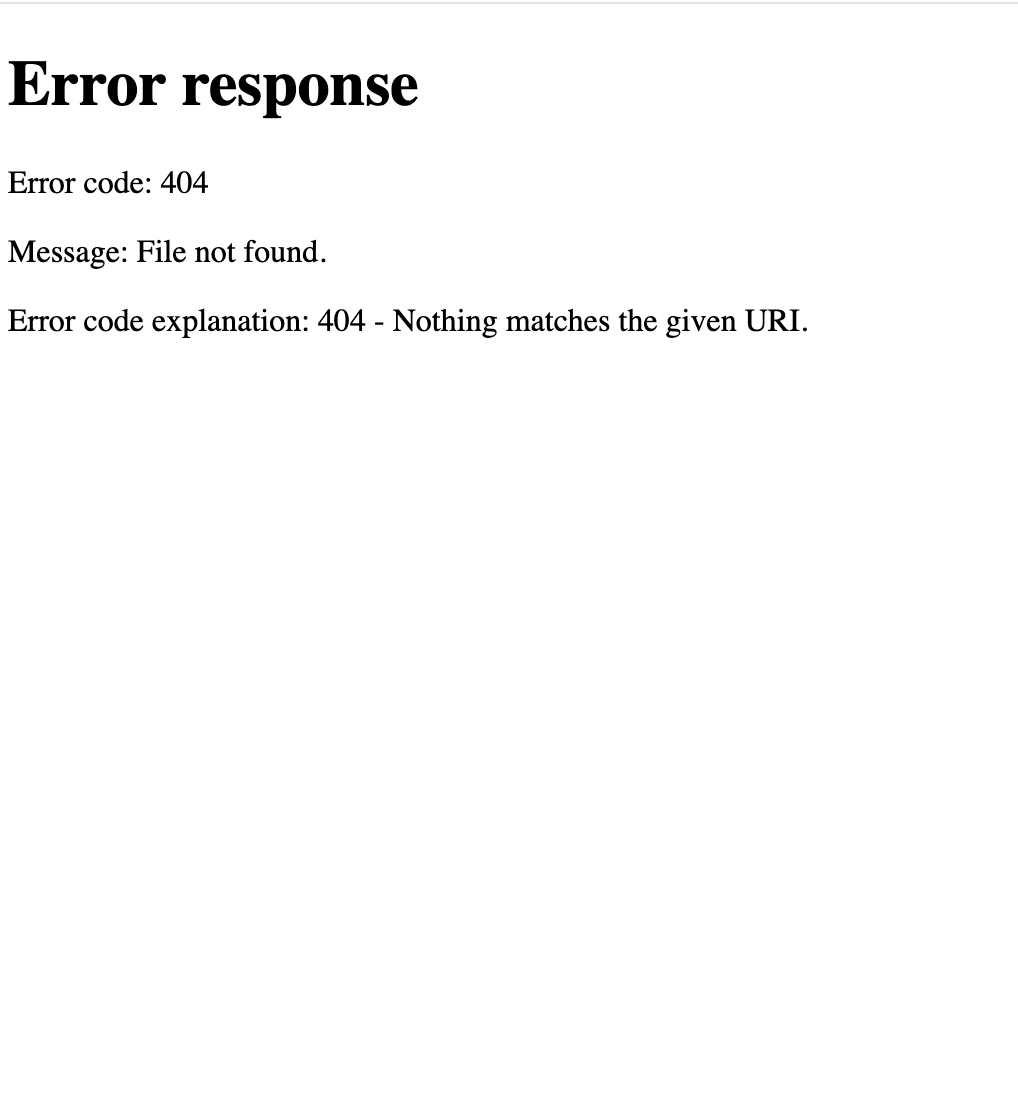 Error response
Error code: 404
Message: File not found.
Error code explanation: 404 - Nothing matches the given URI.